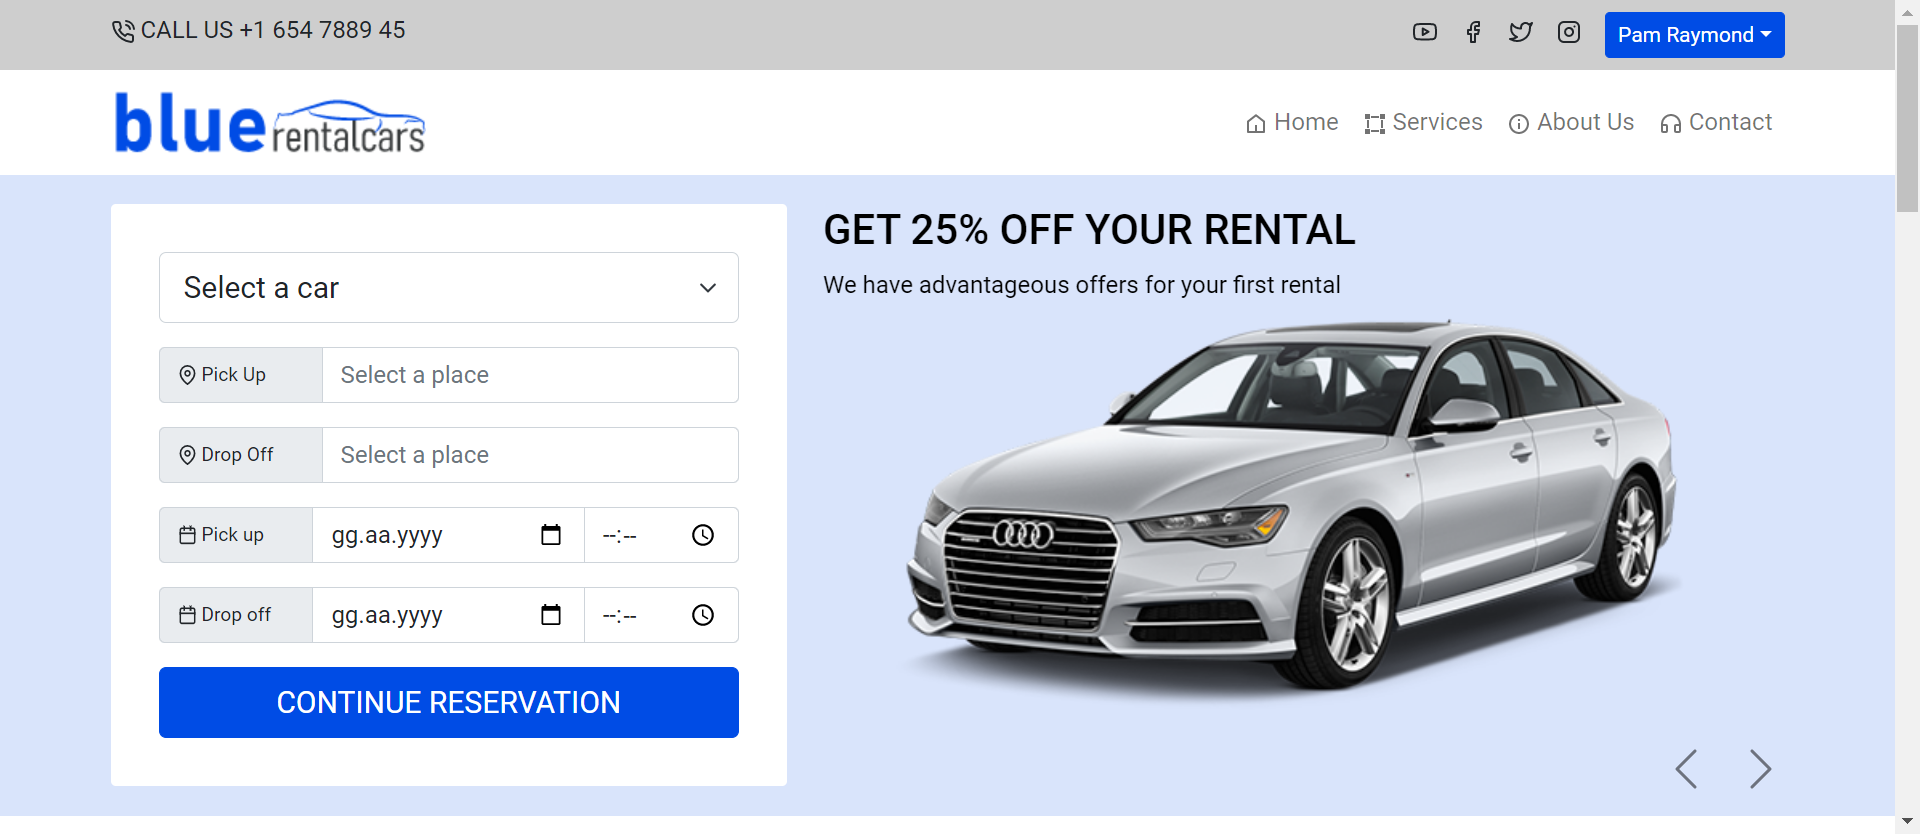 CALL US +1 654 7889 45
Pam Raymond
blue rentalcars
Home
Services
About Us
Contact
Select a car
Pick Up
Select a place
Drop Off
Select a place
Pick up
gg.aa.yyyy
--:--
Drop off
gg.aa.yyyy
--:--
CONTINUE RESERVATION
GET 25% OFF YOUR RENTAL
We have advantageous offers for your first rental